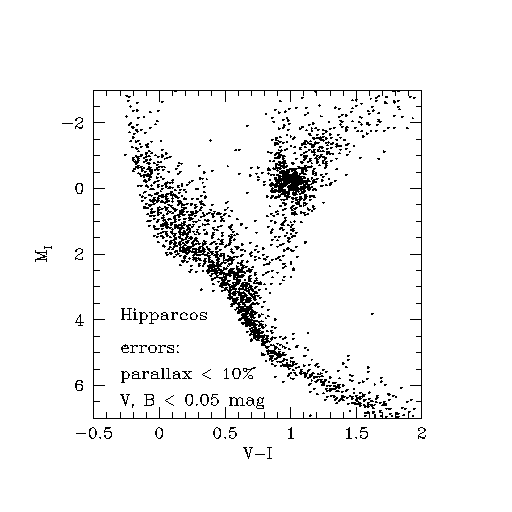 -2
0
2
4
6
M_I
Hipparcos
errors:
parallax < 10%
V, B < 0.05 mag
-0.5 0 0.5 1 1.5 2
V-I